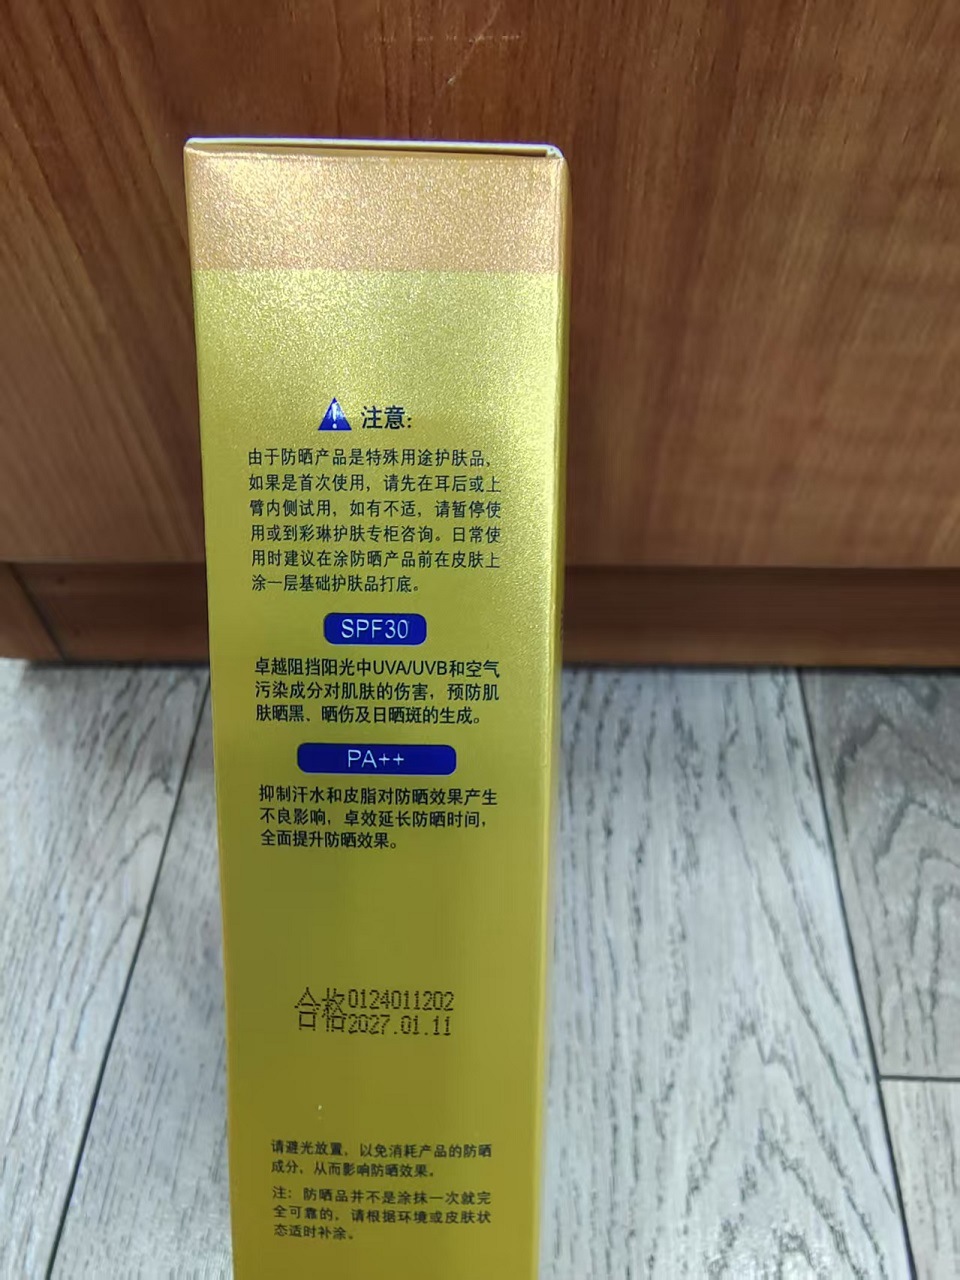 注意：
由于防晒产品是特殊用途护肤品，
如果是首次使用，请先在耳后或上
臂内侧试用，如有不适，请暂停使
用或到彩琳护肤专柜咨询。日常使
用时建议在涂防晒产品前在皮肤上
涂一层基础护肤品打底。
SPF30
卓越阻挡阳光中UVA/UVB和空气
污染成分对肌肤的伤害，预防肌
肤晒黑、晒伤及日晒斑的生成。
PA++
抑制汗水和皮脂对防晒效果产生
不良影响，卓效延长防晒时间，
全面提升防晒效果。
合格0124011202
2027.01.11
请避光放置，以免消耗产品的防晒
成分，从而影响防晒效果。
注：防晒品并不是涂抹一次就完
全可靠的，请根据环境或皮肤状
态适时补涂。